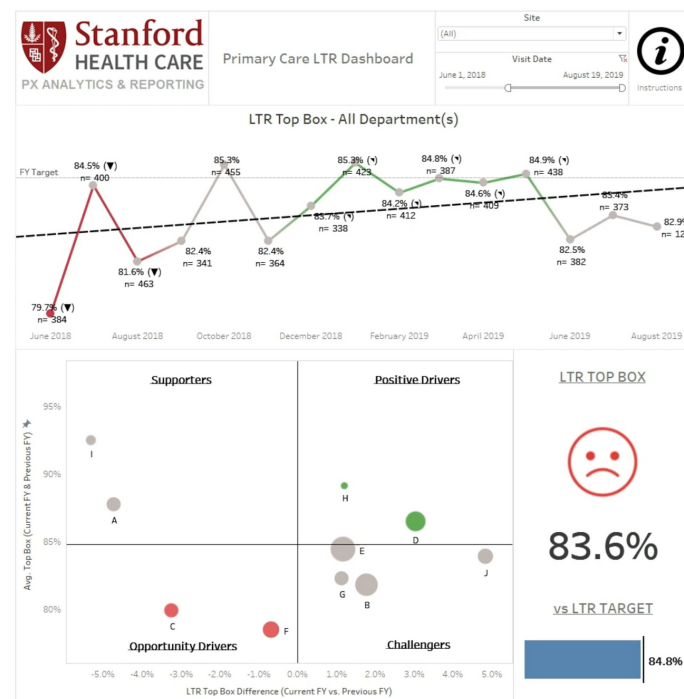 Stanford
HEALTH CARE
PX ANALYTICS & REPORTING
Primary Care LTR Dashboard
Site
(All)
Visit Date
June 1, 2018 August 19, 2019
Instructions
LTR Top Box - All Department(s)
FY Target
79.7% (▼)
n= 384
84.5% (▼)
n= 400
81.6% (▼)
n= 463
82.4%
n= 341
85.3%
n= 455
82.4%
n= 364
83.7%
n= 338
85.3%
n= 423
84.2%
n= 412
84.8%
n= 387
84.6%
n= 409
84.9%
n= 438
82.5%
n= 382
n= 373
82.9%
June 2018 August 2018 October 2018 December 2018 February 2019 April 2019 June 2019 August 2019
Avg. Top Box (Current FY & Previous FY)
95%
90%
85%
80%
Supporters Positive Drivers
I
A
H
D
E
J
G
B
C
F
Opportunity Drivers Challengers
-5.0% -4.0% -3.0% -2.0% -1.0% 0.0% 1.0% 2.0% 3.0% 4.0% 5.0%
LTR Top Box Difference (Current FY vs. Previous FY)
LTR TOP BOX
83.6%
vs LTR TARGET
84.8%